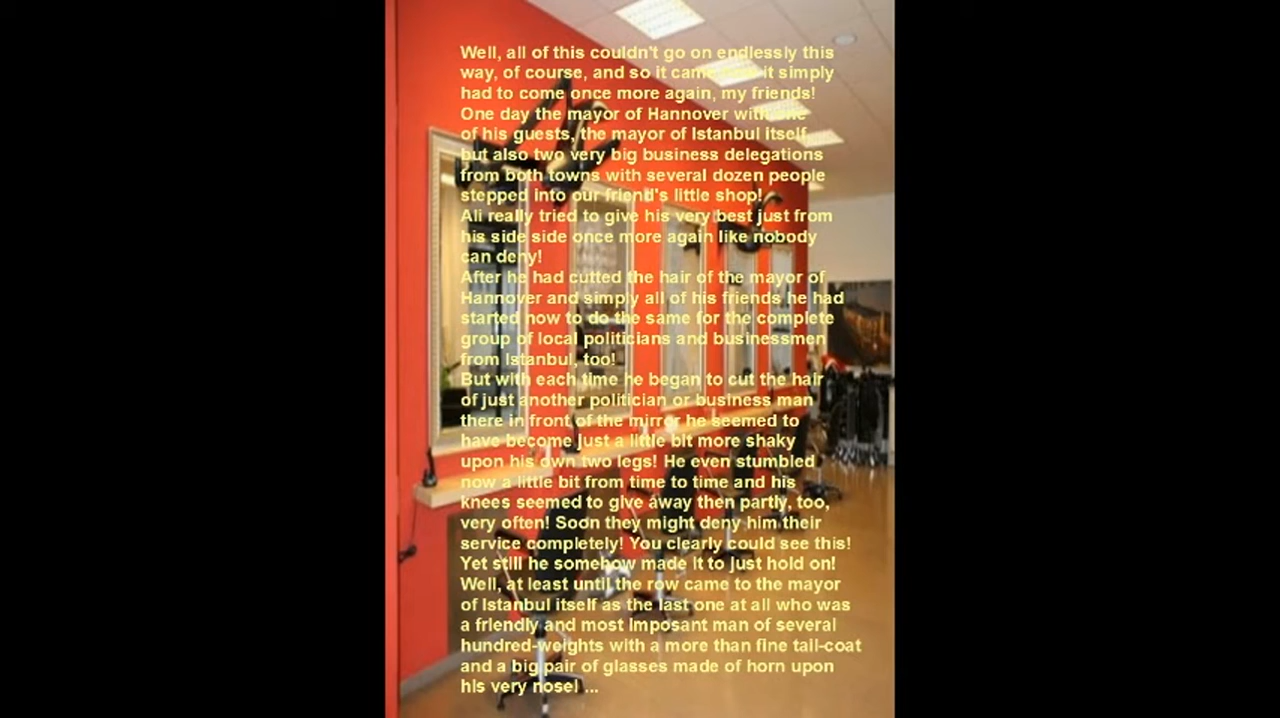 Well, all of this couldn't go on endlessly this
way, of course, and so it came it simply
had to come once more again, my friends!
One day the mayor of Hannover with one
of his guests, the mayor of Istanbul itself,
but also two very big business delegations
from both towns with several dozen people
stepped into our friend's little shop!
Ali really tried to give his very best just from
his side side once more again like nobody
can deny!
After he had cutted the hair of the mayor of
Hannover and simply all of his friends he had
started now to do the same for the complete
group of local politicians and businessmen
from Istanbul, too!
But with each time he began to cut the hair
of just another politician or business man
there in front of the mirror he seemed to
have become just a little bit more shaky
upon his own two legs! He even stumbled
now a little bit from time to time and his
knees seemed to give away then partly, too,
very often! Soon they might deny him their
service completely! You clearly could see this!
Yet still he somehow made it to just hold on!
Well, at least until the row came to the mayor
of Istanbul itself as the last one at all who was
a friendly and most imposant man of several
hundred-weights with a more than fine tail-coat
and a big pair of glasses made of horn upon
his very nose! ...